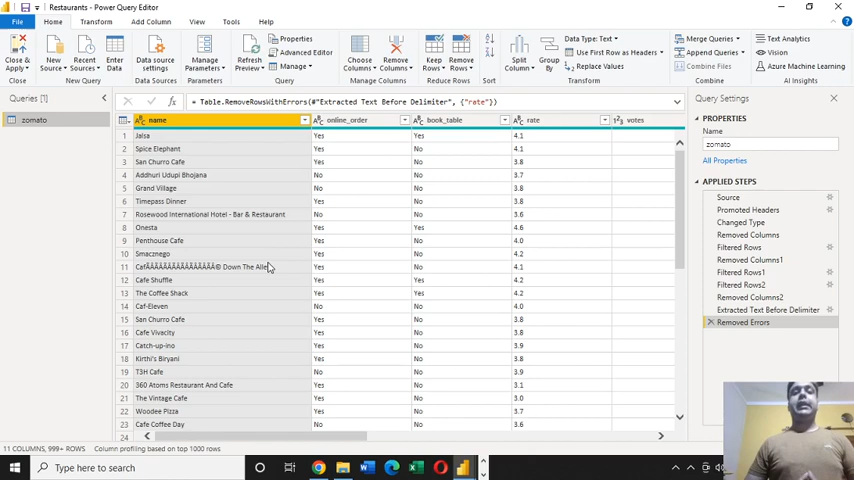 Restaurants - Power Query Editor
File Home Transform Add Column View Tools Help
Close & Apply
New Source
Recent Sources
Enter Data
Data source settings
Manage Parameters
Refresh Preview
Properties
Advanced Editor
Manage
Choose Columns
Remove Columns
Keep Rows
Remove Rows
Split Column
Group By
Data Type: Text
Use First Row as Headers
Replace Values
Merge Queries
Append Queries
Combine Files
Text Analytics
Vision
Azure Machine Learning
Close New Query Data Sources Parameters Query Manage Columns Reduce Rows Sort Transform Combine AI Insights
Queries [1]
zomato
= Table.RemoveRowsWithErrors(#"Extracted Text Before Delimiter", {"rate"})
name online_order book_table rate votes
1 Jalsa Yes Yes 4.1
2 Spice Elephant Yes No 4.1
3 San Churro Cafe Yes No 3.8
4 Addhuri Udupi Bhojana No No 3.7
5 Grand Village No No 3.8
6 Timepass Dinner Yes No 3.8
7 Rosewood International Hotel - Bar & Restaurant No No 3.6
8 Onesta Yes Yes 4.6
9 Penthouse Cafe Yes No 4.0
10 Smacznego Yes No 4.2
11 Down The Alle Yes No 4.1
12 Cafe Shuffle Yes Yes 4.2
13 The Coffee Shack Yes Yes 4.2
14 Caf-Eleven No No 4.0
15 San Churro Cafe Yes No 3.8
16 Cafe Vivacity Yes No 3.8
17 Catch-up-ino Yes No 3.9
18 Kirthi's Biryani Yes No 3.8
19 T3H Cafe No No 3.9
20 360 Atoms Restaurant And Cafe Yes No 3.1
21 The Vintage Cafe Yes No 3.0
22 Woodee Pizza Yes No 3.7
23 Cafe Coffee Day No No 3.6
24
Query Settings
PROPERTIES
Name
zomato
All Properties
APPLIED STEPS
Source
Promoted Headers
Changed Type
Removed Columns
Filtered Rows
Removed Columns1
Filtered Rows1
Filtered Rows2
Removed Columns2
Extracted Text Before Delimiter
Removed Errors
11 COLUMNS, 999+ ROWS Column profiling based on top 1000 rows
Type here to search